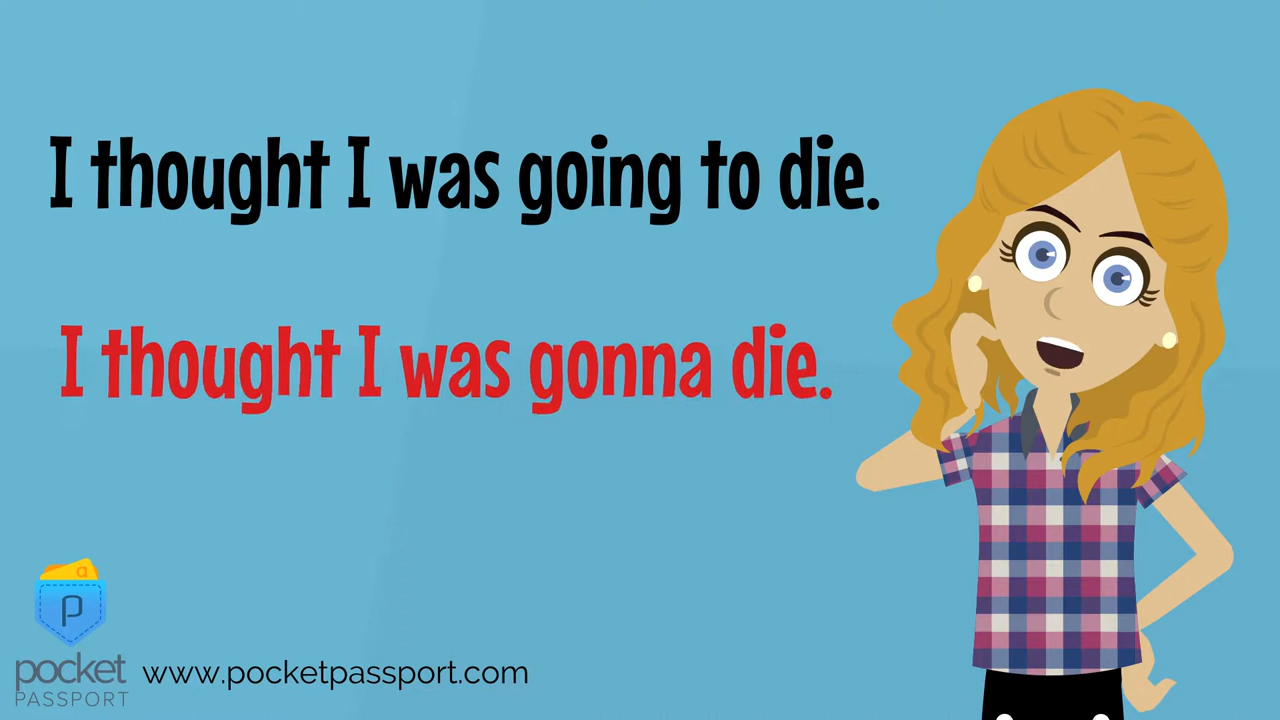 I thought I was going to die.
I thought I was gonna die.
p
a
pocket
PASSPORT
www.pocketpassport.com